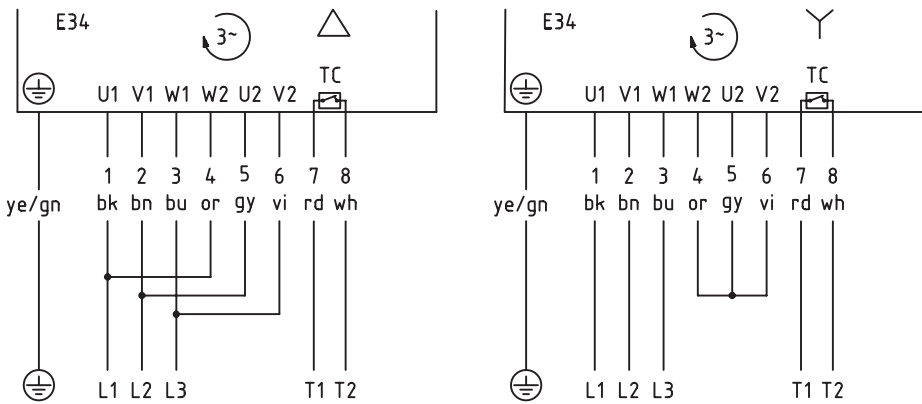 E34 3~
TC
U1 V1 W1 W2 U2 V2
1 2 3 4 5 6 7 8
ye/gn bk bn bu or gy vi rd wh
L1 L2 L3 T1 T2
E34 3~
TC
U1 V1 W1 W2 U2 V2
1 2 3 4 5 6 7 8
ye/gn bk bn bu or gy vi rd wh
L1 L2 L3 T1 T2